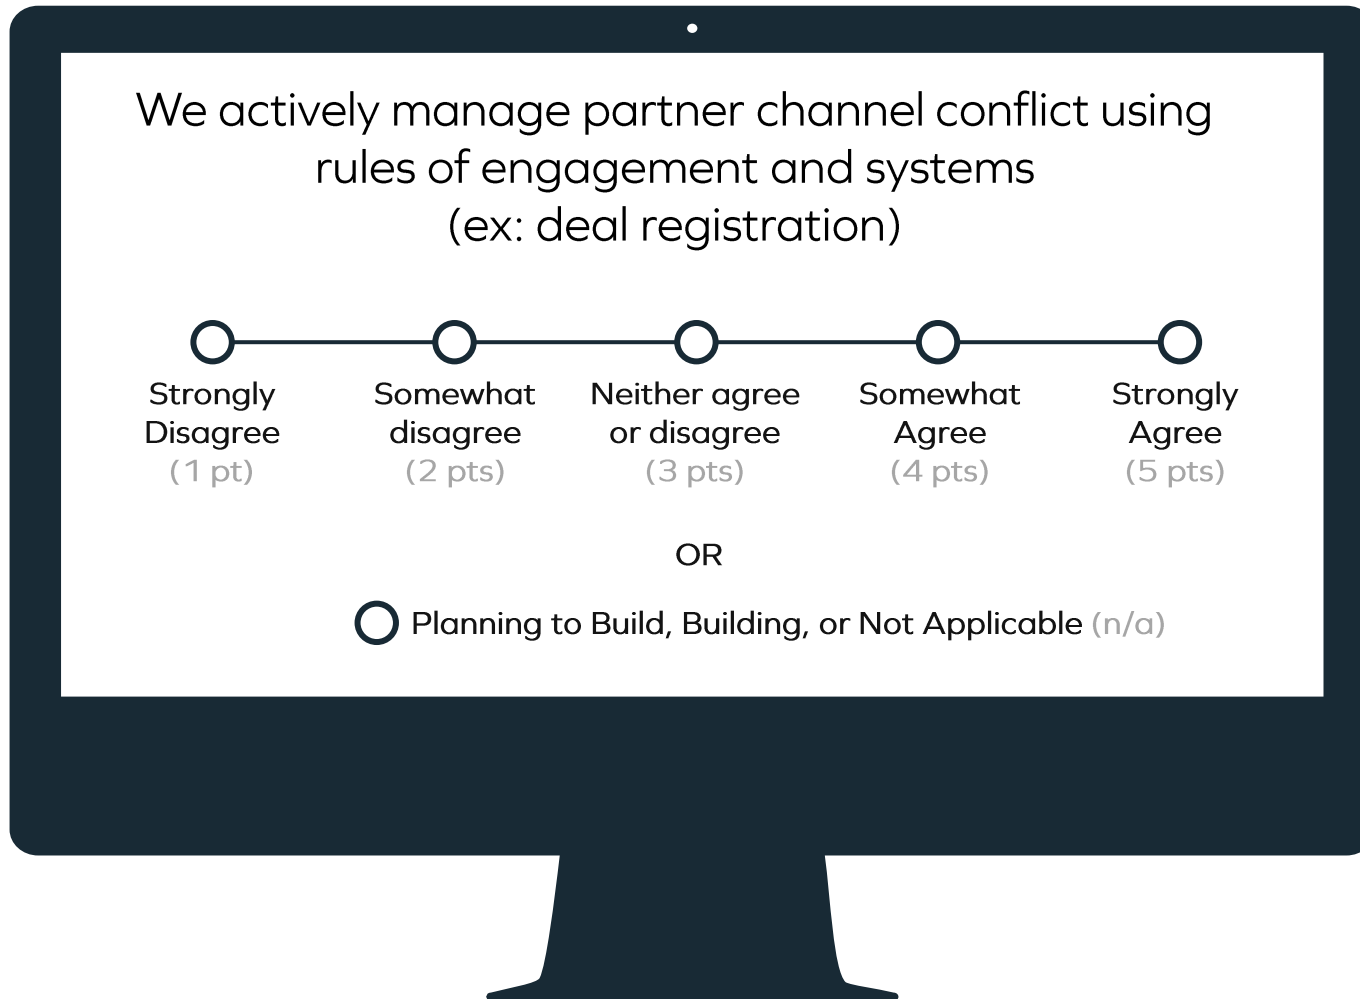 We actively manage partner channel conflict using
rules of engagement and systems
(ex: deal registration)
Strongly
Disagree
(1 pt)
Somewhat
disagree
(2 pts)
Neither agree
or disagree
(3 pts)
Somewhat
Agree
(4 pts)
Strongly
Agree
(5 pts)
OR
Planning to Build, Building, or Not Applicable (n/a)